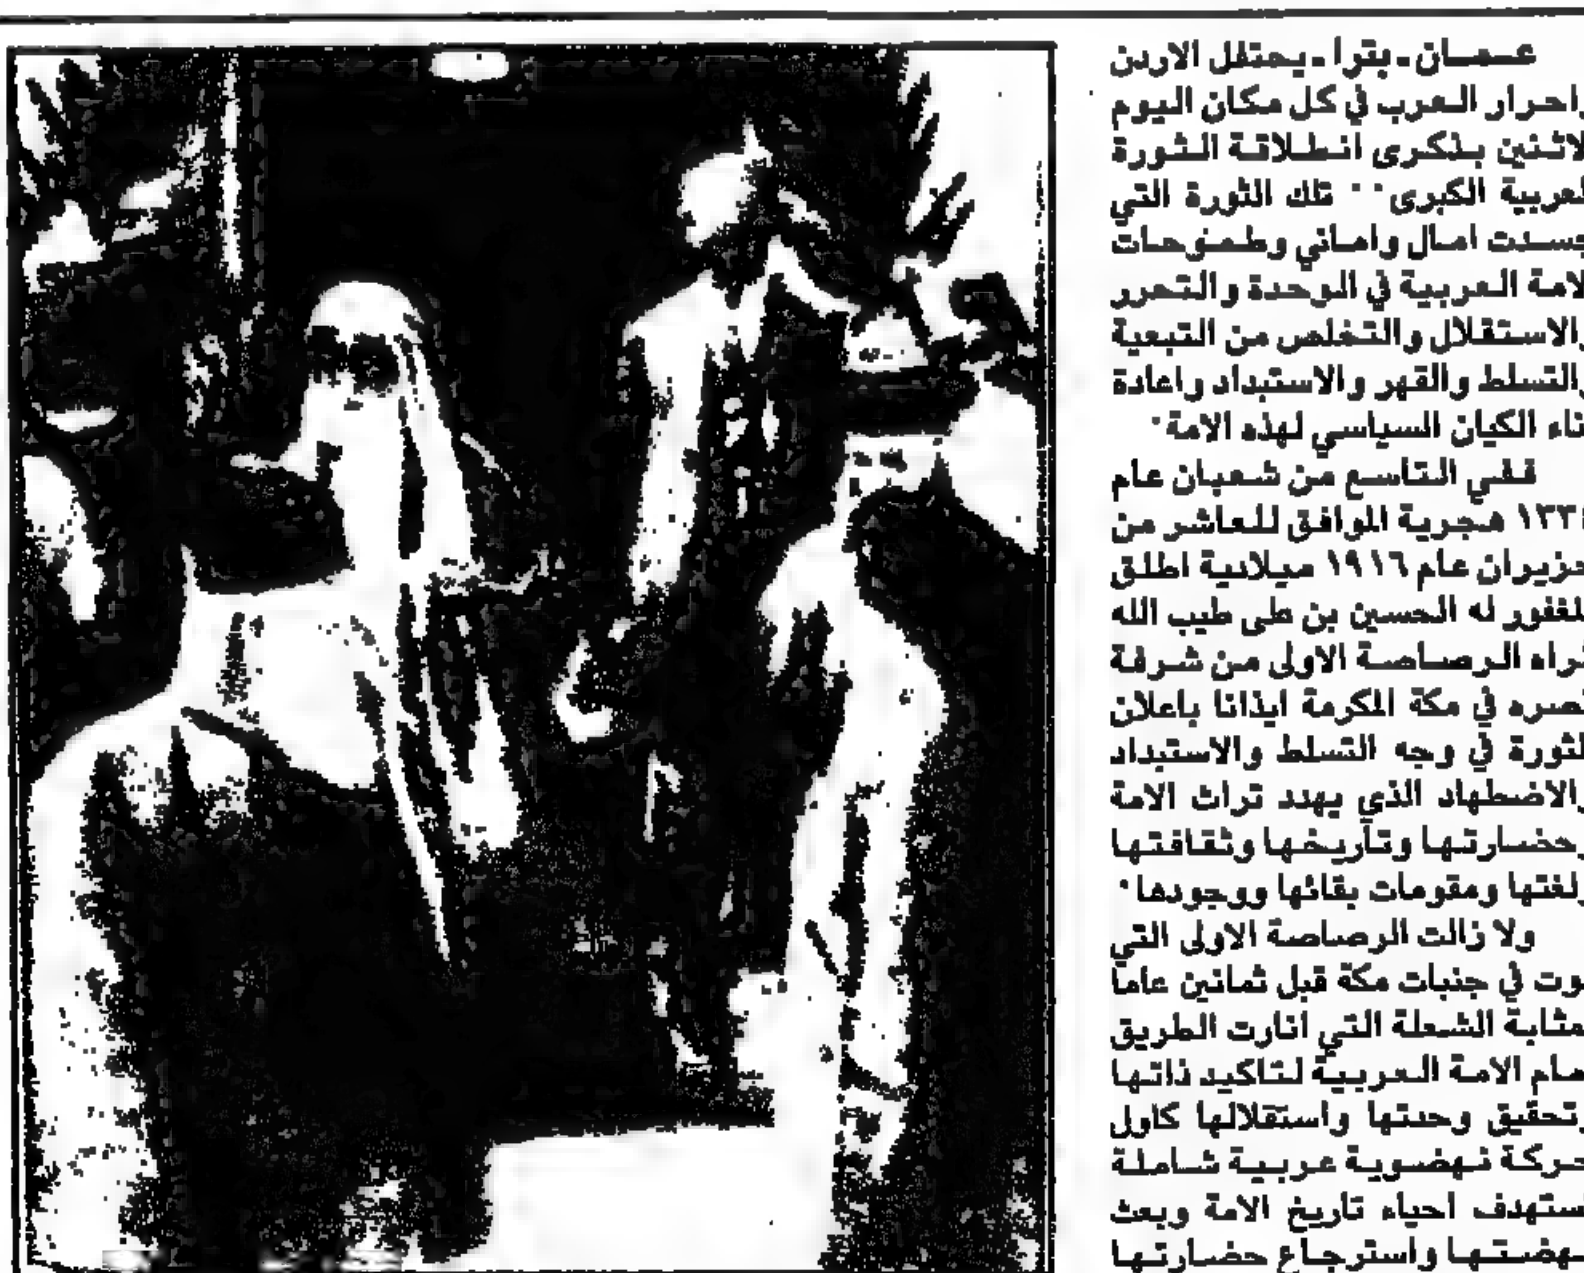 عمان - بترا - يحتفل الاردن
واحرار العرب في كل مكان اليوم
الاثنين بذكرى انطلاقة الثورة
العربية الكبرى ٠٠ تلك الثورة التي
جسدت امال واماني وطموحات
الامة العربية في الوحدة والتحرر
والاستقلال والتخلص من التبعية
والتسلط والقهر والاستبداد واعادة
الكيان السياسي لهذه الامة ٠
ففي التاسع من شعبان عام
هجرية الموافق للعاشر من
حزيران عام ١٩١٦ ميلادية اطلق
المغفور له الحسين بن علي طيب الله
ثراه الرصاصة الاولى من شرفة
قصره في مكة المكرمة ايذانا باعلان
الثورة في وجه التسلط والاستبداد
والاضطهاد الذي يهدد تراث الامة
وحضارتها وتاريخها وثقافتها
ولغتها ومقومات بقائها ووجودها ٠
ولا زالت الرصاصة الاولى التي
في جنبات مكة قبل ثمانين عاما
بمثابة الشعلة التي انارت الطريق
امام الامة العربية لتاكيد ذاتها
وتحقيق وحدتها واستقلالها كاول
حركة نهضوية عربية شاملة
تستهدف احياء تاريخ الامة وبعث
نهضتها واسترجاع حضارتها